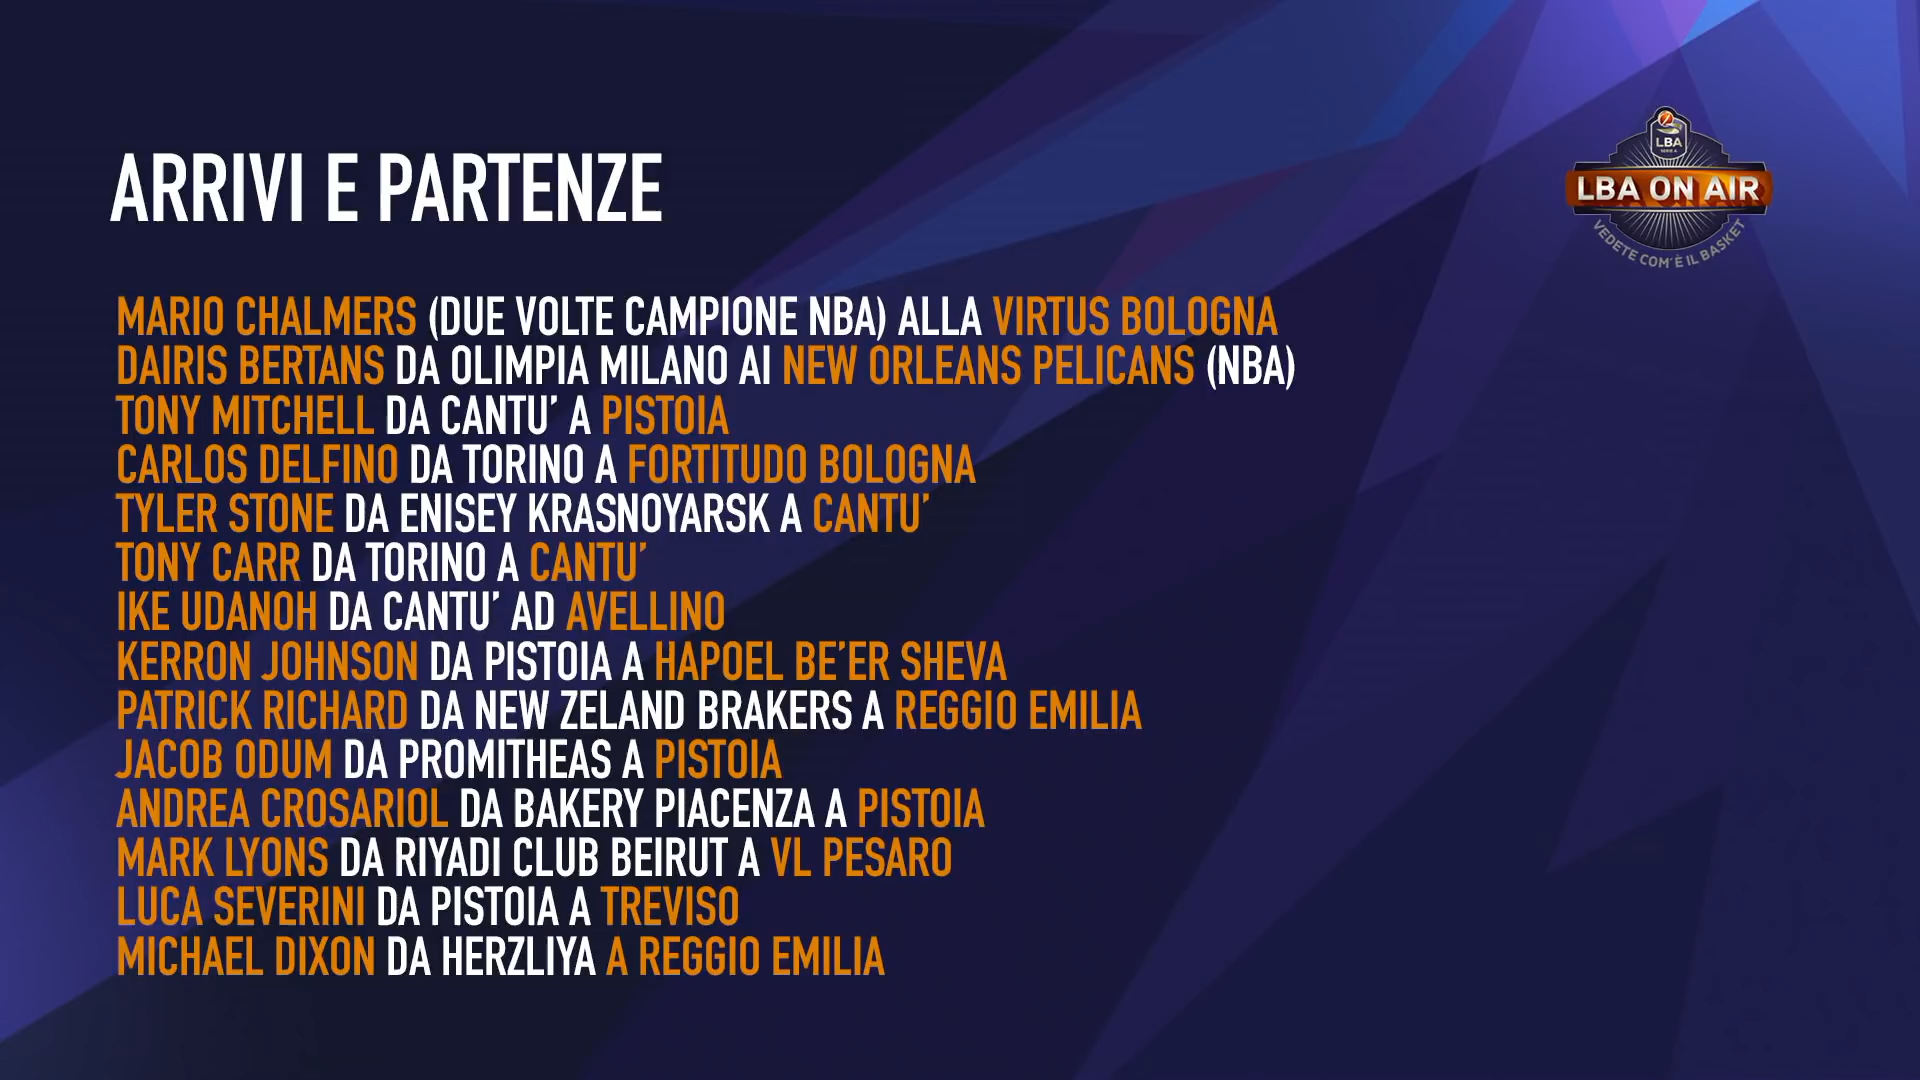 ARRIVI E PARTENZE
LBA
SERIE A
LBA ON AIR
VEDETE COM'È IL BASKET
MARIO CHALMERS (DUE VOLTE CAMPIONE NBA) ALLA VIRTUS BOLOGNA
DAIRIS BERTANS DA OLIMPIA MILANO AI NEW ORLEANS PELICANS (NBA)
TONY MITCHELL DA CANTU' A PISTOIA
CARLOS DELFINO DA TORINO A FORTITUDO BOLOGNA
TYLER STONE DA ENISEY KRASNOYARSK A CANTU'
TONY CARR DA TORINO A CANTU'
IKE UDANOH DA CANTU' AD AVELLINO
KERRON JOHNSON DA PISTOIA A HAPOEL BE'ER SHEVA
PATRICK RICHARD DA NEW ZELAND BRAKERS A REGGIO EMILIA
JACOB ODUM DA PROMITHEAS A PISTOIA
ANDREA CROSARIOL DA BAKERY PIACENZA A PISTOIA
MARK LYONS DA RIYADI CLUB BEIRUT A VL PESARO
LUCA SEVERINI DA PISTOIA A TREVISO
MICHAEL DIXON DA HERZLIYA A REGGIO EMILIA